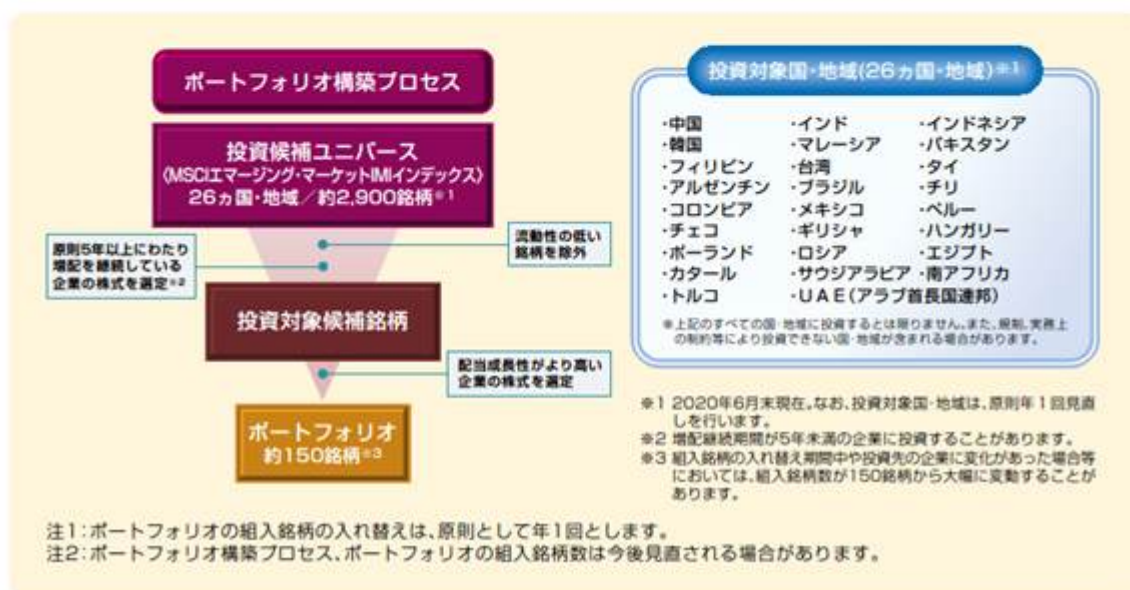 ポートフォリオ構築プロセス
投資候補ユニバース
(MSCIエマージング・マーケットIMIインデックス)
26ヵ国・地域／約2,900銘柄※1
流動性の低い
銘柄を除外
原則5年以上にわたり
増配を継続している
企業の株式を選定※2
投資対象候補銘柄
配当成長性がより高い
企業の株式を選定
ポートフォリオ
約150銘柄※3
投資対象国・地域(26ヵ国・地域)※1
・中国 ・インド ・インドネシア
・韓国 ・マレーシア ・パキスタン
・フィリピン ・台湾 ・タイ
・アルゼンチン ・ブラジル ・チリ
・コロンビア ・メキシコ ・ペルー
・チェコ ・ギリシャ ・ハンガリー
・ポーランド ・ロシア ・エジプト
・カタール ・サウジアラビア ・南アフリカ
・トルコ ・UAE(アラブ首長国連邦)
※上記のすべての国・地域に投資するとは限りません。また、規制、実務上
の制約等により投資できない国・地域が含まれる場合があります。
※1 2020年6月末現在。なお、投資対象国・地域は、原則年1回見直
しを行います。
※2 増配継続期間が5年未満の企業に投資することがあります。
※3 組入銘柄の入れ替え期間中や投資先の企業に変化があった場合等
においては、組入銘柄数が150銘柄から大幅に変動することが
あります。
注1:ポートフォリオの組入銘柄の入れ替えは、原則として年1回とします。
注2:ポートフォリオ構築プロセス、ポートフォリオの組入銘柄数は今後見直される場合があります。